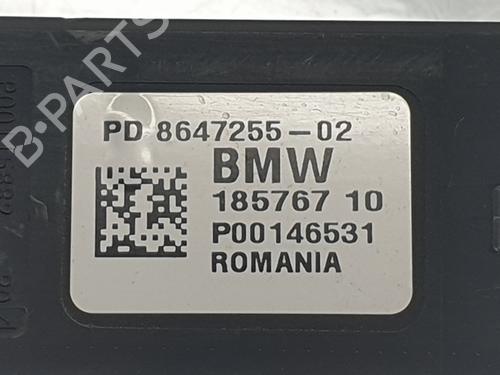 PD 8647255-02
BMW
185767 10
P00146531
ROMANIA
B-PARTS